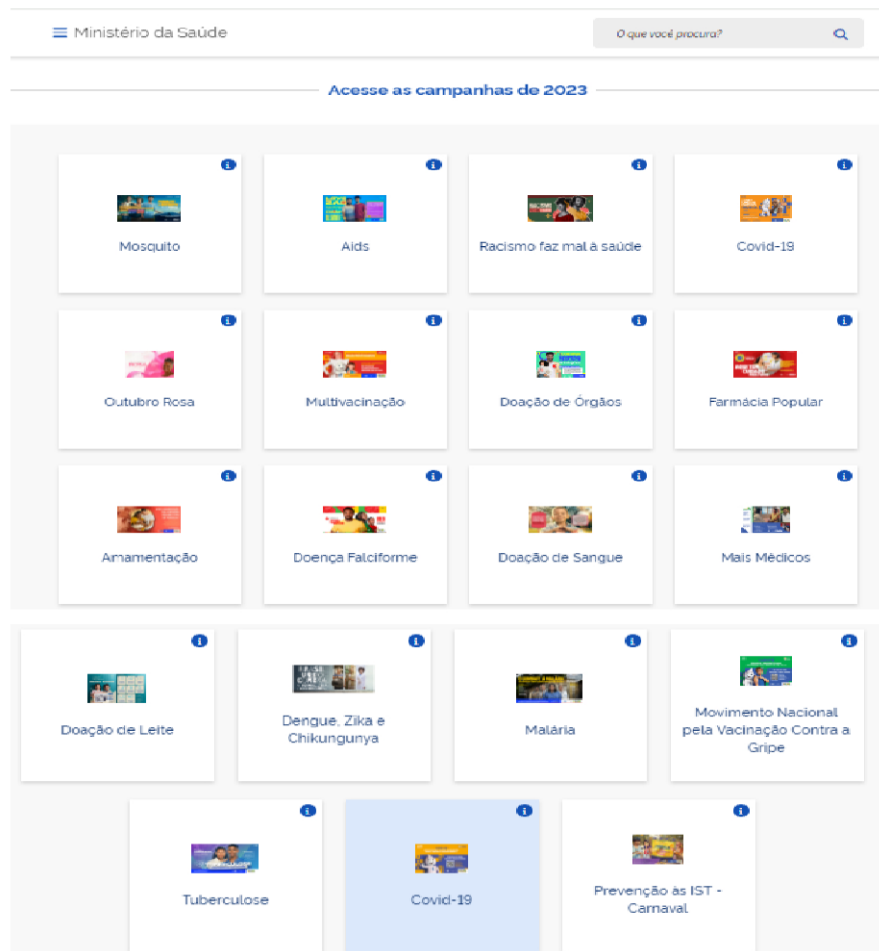 Ministério da Saúde
O que você procura?
Acesse as campanhas de 2023
Mosquito
Aids
Racismo faz mal à saúde
Covid-19
Outubro Rosa
Multivacinação
Doação de Órgãos
Farmácia Popular
Amamentação
Doença Falciforme
Doação de Sangue
Mais Médicos
Doação de Leite
Dengue, Zika e
Chikungunya
Malária
Movimento Nacional
pela Vacinação Contra a
Gripe
Tuberculose
Covid-19
Prevenção às IST -
Carnaval